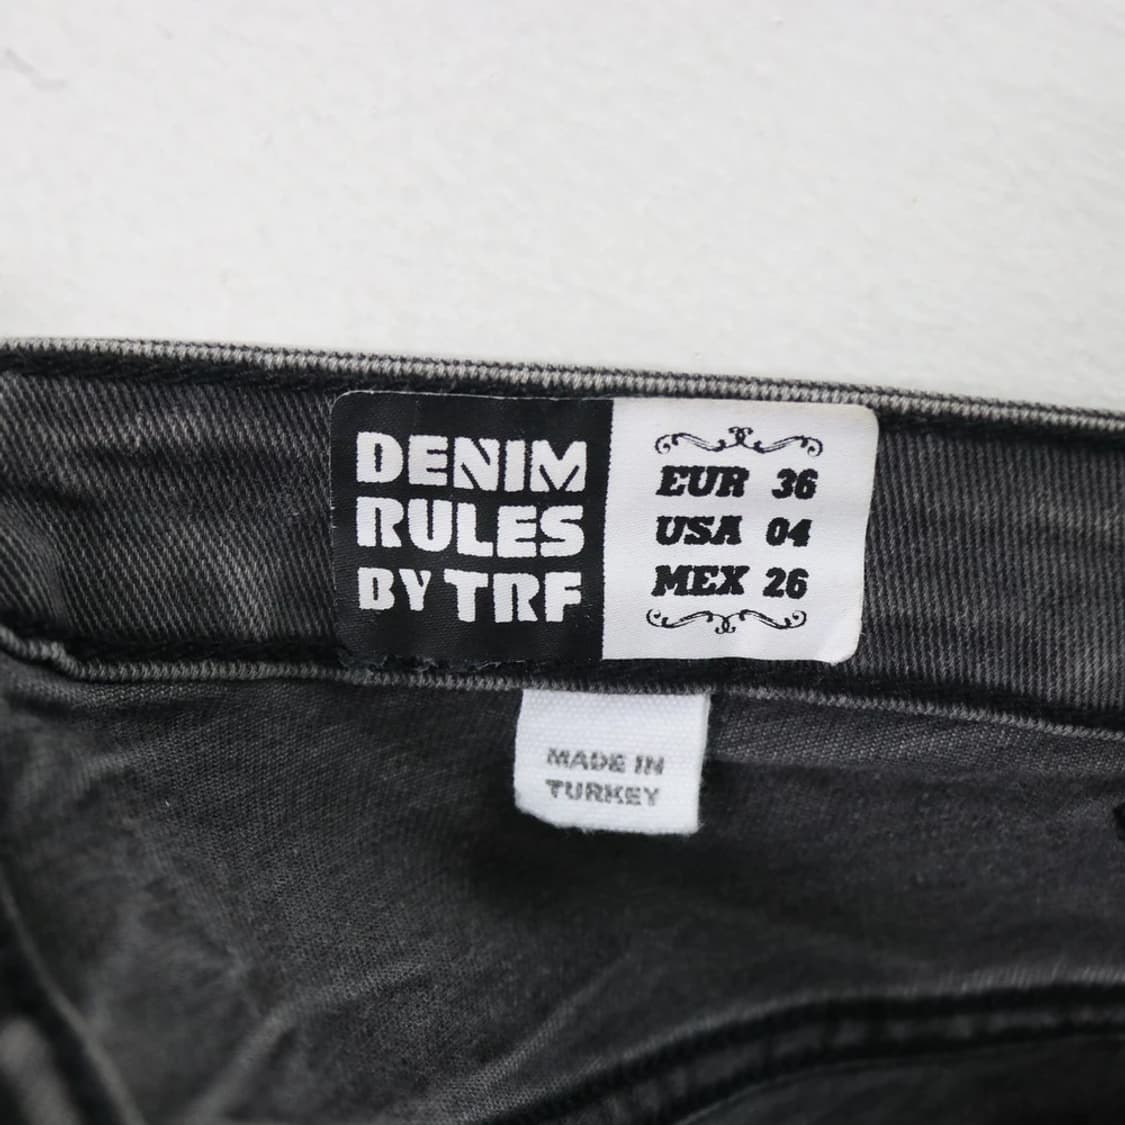 DENIM
RULES
BY TRF
EUR 36
USA 04
MEX 26
MADE IN
TURKEY